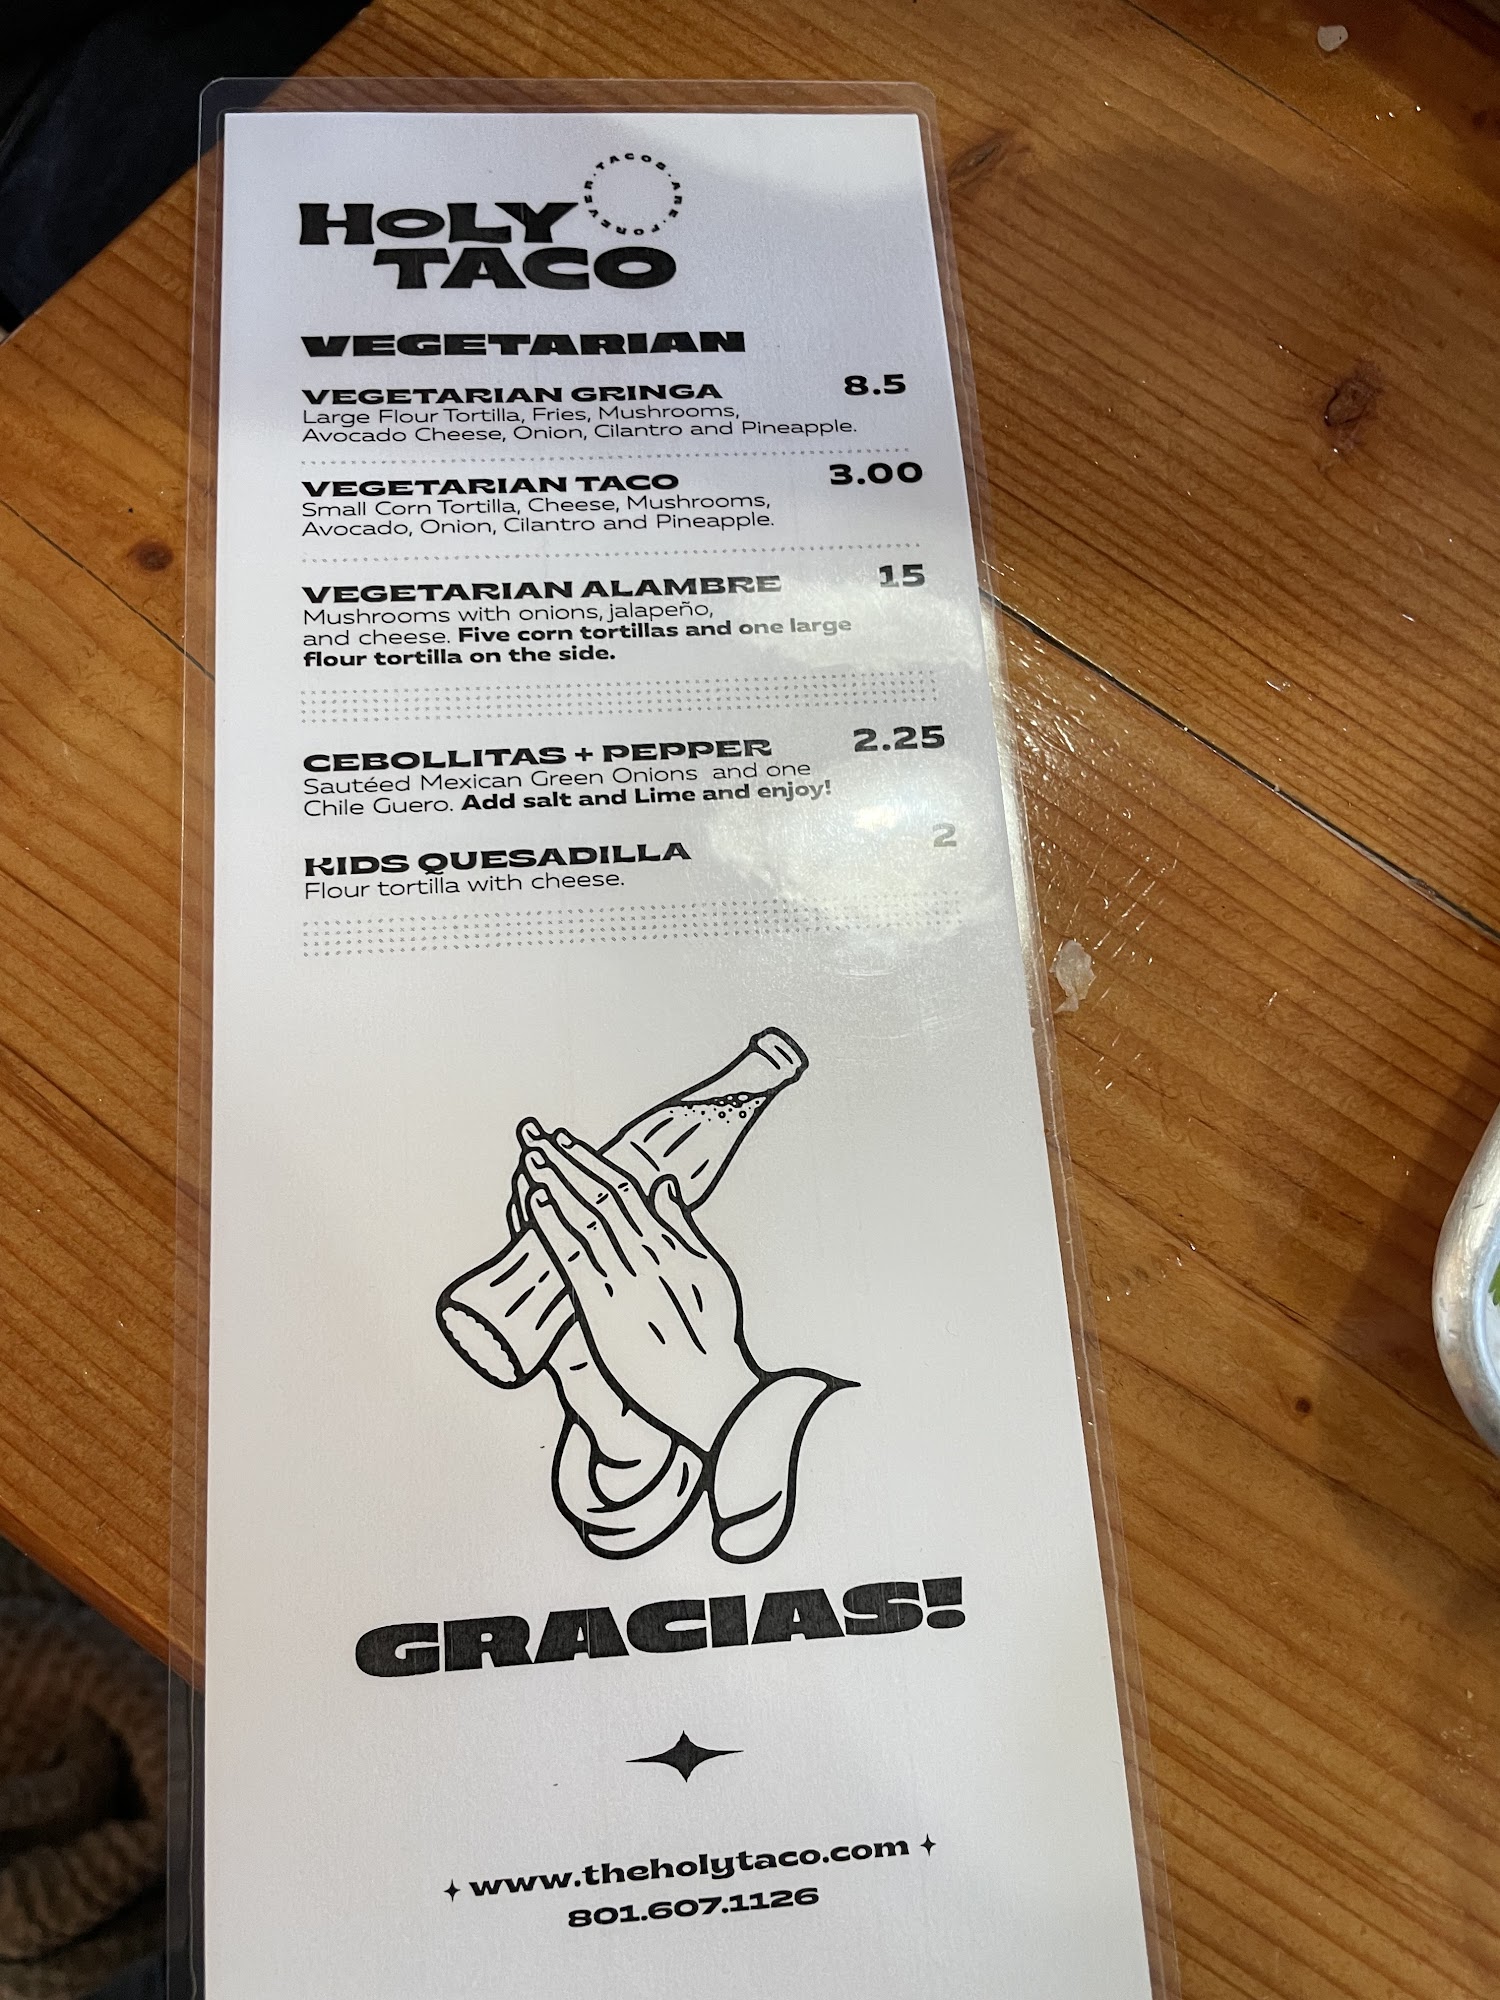 HOLY
TACO
TACOS · ARE · FOREVER ·
VEGETARIAN
VEGETARIAN GRINGA 8.5
Large Flour Tortilla, Fries, Mushrooms,
Avocado Cheese, Onion, Cilantro and Pineapple.
VEGETARIAN TACO 3.00
Small Corn Tortilla, Cheese, Mushrooms,
Avocado, Onion, Cilantro and Pineapple.
VEGETARIAN ALAMBRE 15
Mushrooms with onions, jalapeño,
and cheese. Five corn tortillas and one large
flour tortilla on the side.
CEBOLLITAS + PEPPER 2.25
Sautéed Mexican Green Onions and one
Chile Guero. Add salt and Lime and enjoy!
KIDS QUESADILLA 2
Flour tortilla with cheese.
GRACIAS!
www.theholytaco.com
801.607.1126